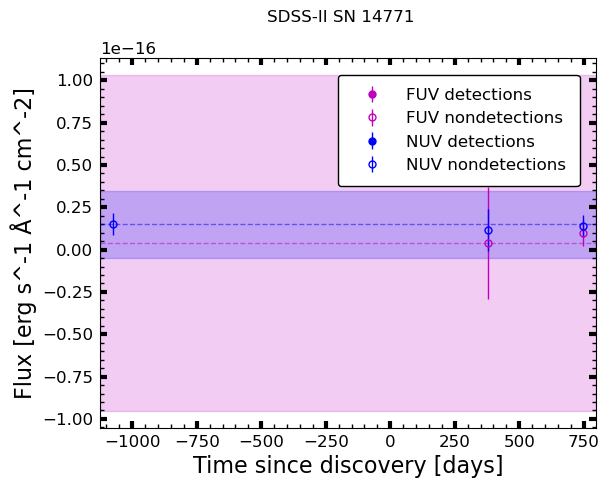 SDSS-II SN 14771
1e−16
Flux [erg s^-1 Å^-1 cm^-2]
1.00
0.75
0.50
0.25
0.00
−0.25
−0.50
−0.75
−1.00
FUV detections
FUV nondetections
NUV detections
NUV nondetections
−1000 −750 −500 −250 0 250 500 750
Time since discovery [days]